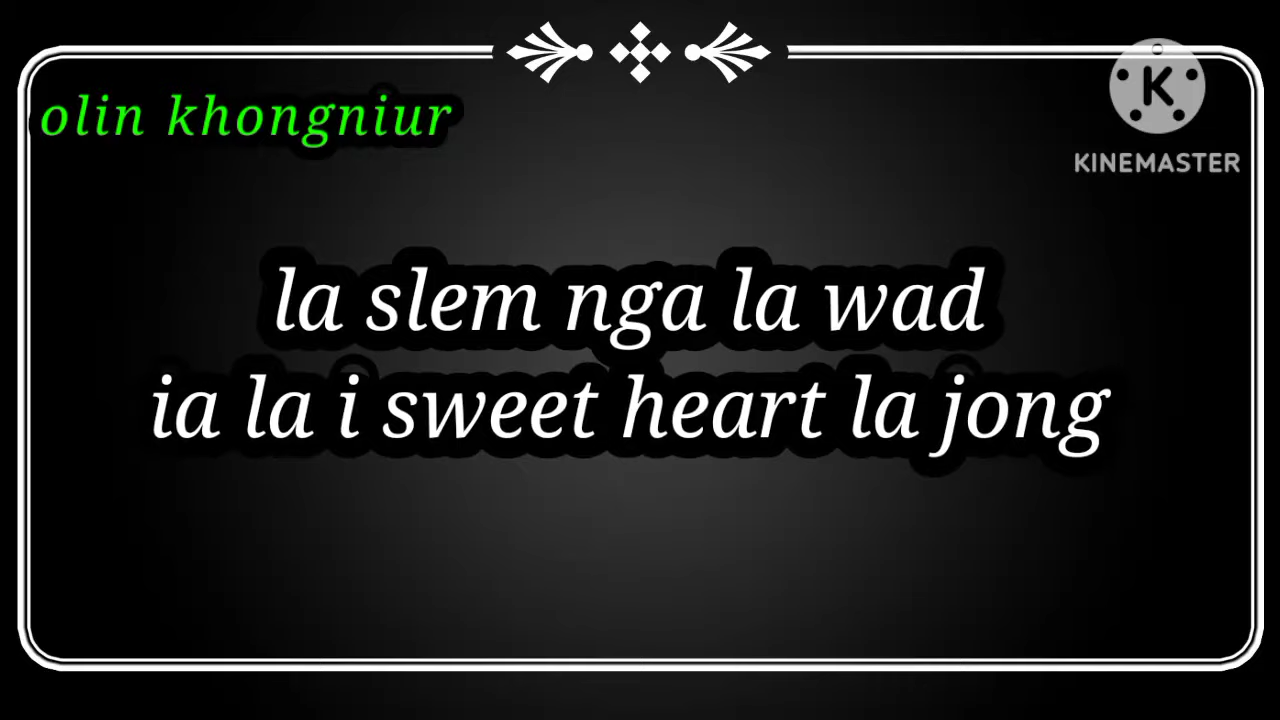 olin khongniur
K
KINEMASTER
la slem nga la wad
ia la i sweet heart la jong